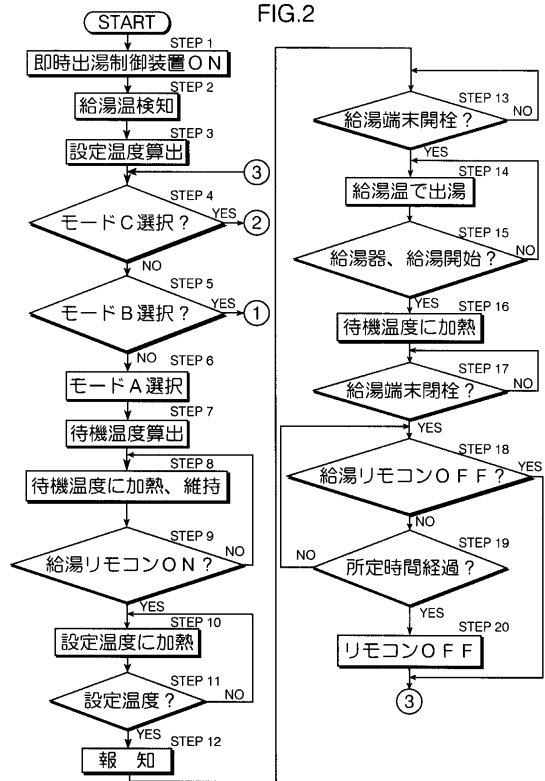 FIG.2
START
STEP 1
即時出湯制御装置ON
STEP 2
給湯温検知
STEP 3
設定温度算出
③
STEP 4
モードC選択？
YES
②
NO
STEP 5
モードB選択？
YES
①
NO
STEP 6
モードA選択
STEP 7
待機温度算出
STEP 8
待機温度に加熱、維持
STEP 9
給湯リモコンON？
NO
YES
STEP 10
設定温度に加熱
STEP 11
設定温度？
NO
YES
STEP 12
報　知
STEP 13
給湯端末開栓？
NO
YES
STEP 14
給湯温で出湯
STEP 15
給湯器、給湯開始？
NO
YES
STEP 16
待機温度に加熱
STEP 17
給湯端末閉栓？
NO
YES
STEP 18
給湯リモコンOFF？
YES
NO
STEP 19
NO
所定時間経過？
YES
STEP 20
リモコンOFF
③